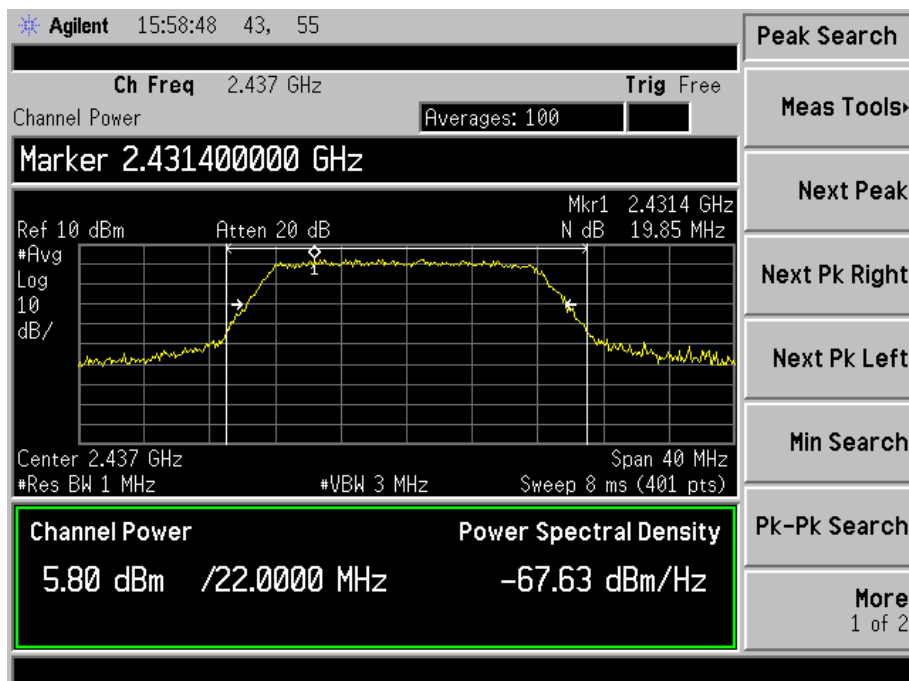 Agilent 15:58:48 43, 55
Peak Search
Ch Freq 2.437 GHz Trig Free
Channel Power Averages: 100
Meas Tools
Marker 2.431400000 GHz
Next Peak
Mkr1 2.4314 GHz
Ref 10 dBm Atten 20 dB N dB 19.85 MHz
#Avg
Log
10
dB/
1
Next Pk Right
Next Pk Left
Min Search
Center 2.437 GHz Span 40 MHz
#Res BW 1 MHz #VBW 3 MHz Sweep 8 ms (401 pts)
Channel Power Power Spectral Density
Pk-Pk Search
5.80 dBm /22.0000 MHz -67.63 dBm/Hz
More
1 of 2